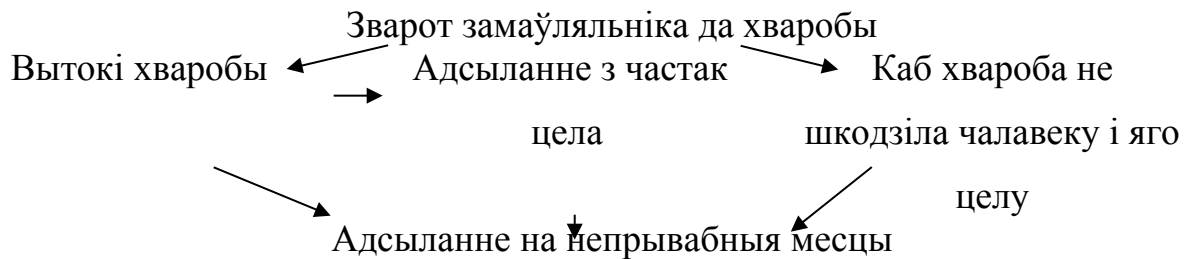 Зварот замаўляльніка да хваробы
Вытокі хваробы Адсыланне з частак Каб хвароба не
цела шкодзіла чалавеку і яго
целу
Адсыланне на непрывабныя месцы